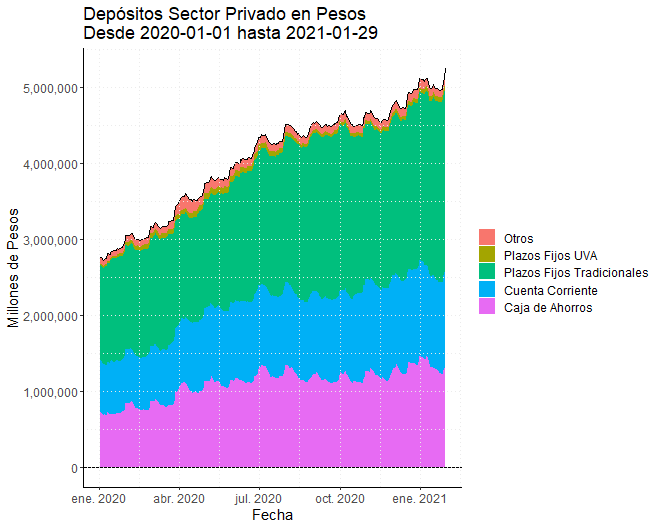 Depósitos Sector Privado en Pesos
Desde 2020-01-01 hasta 2021-01-29
Millones de Pesos
5,000,000
4,000,000
3,000,000
2,000,000
1,000,000
0
ene. 2020
abr. 2020
jul. 2020
oct. 2020
ene. 2021
Fecha
Otros
Plazos Fijos UVA
Plazos Fijos Tradicionales
Cuenta Corriente
Caja de Ahorros